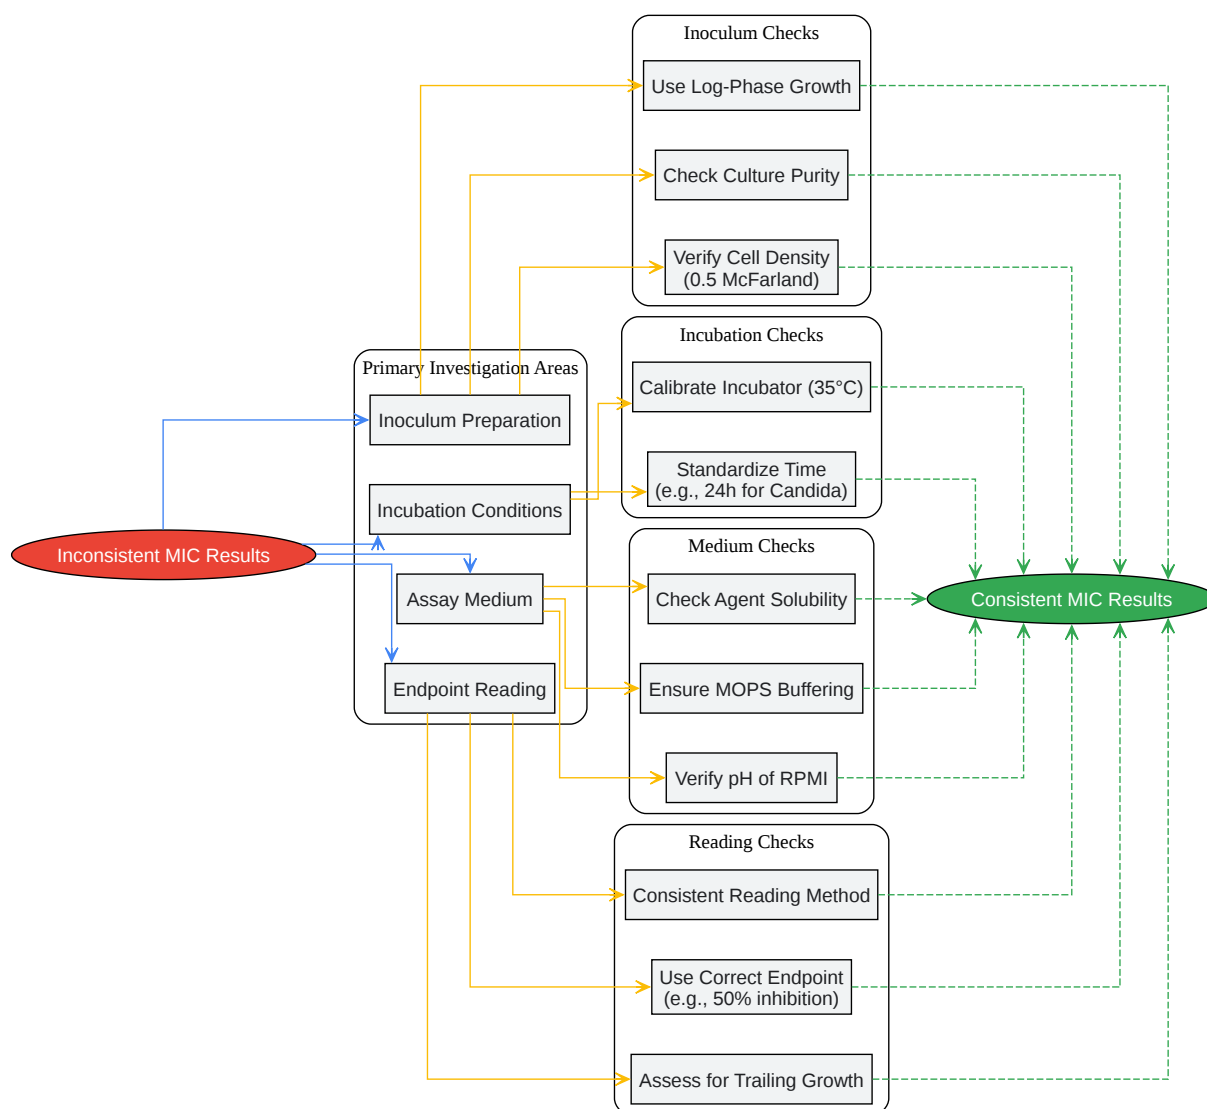 Inconsistent MIC Results
Primary Investigation Areas
Inoculum Preparation
Incubation Conditions
Assay Medium
Endpoint Reading
Inoculum Checks
Use Log-Phase Growth
Check Culture Purity
Verify Cell Density
(0.5 McFarland)
Incubation Checks
Calibrate Incubator (35°C)
Standardize Time
(e.g., 24h for Candida)
Medium Checks
Check Agent Solubility
Ensure MOPS Buffering
Verify pH of RPMI
Reading Checks
Consistent Reading Method
Use Correct Endpoint
(e.g., 50% inhibition)
Assess for Trailing Growth
Consistent MIC Results